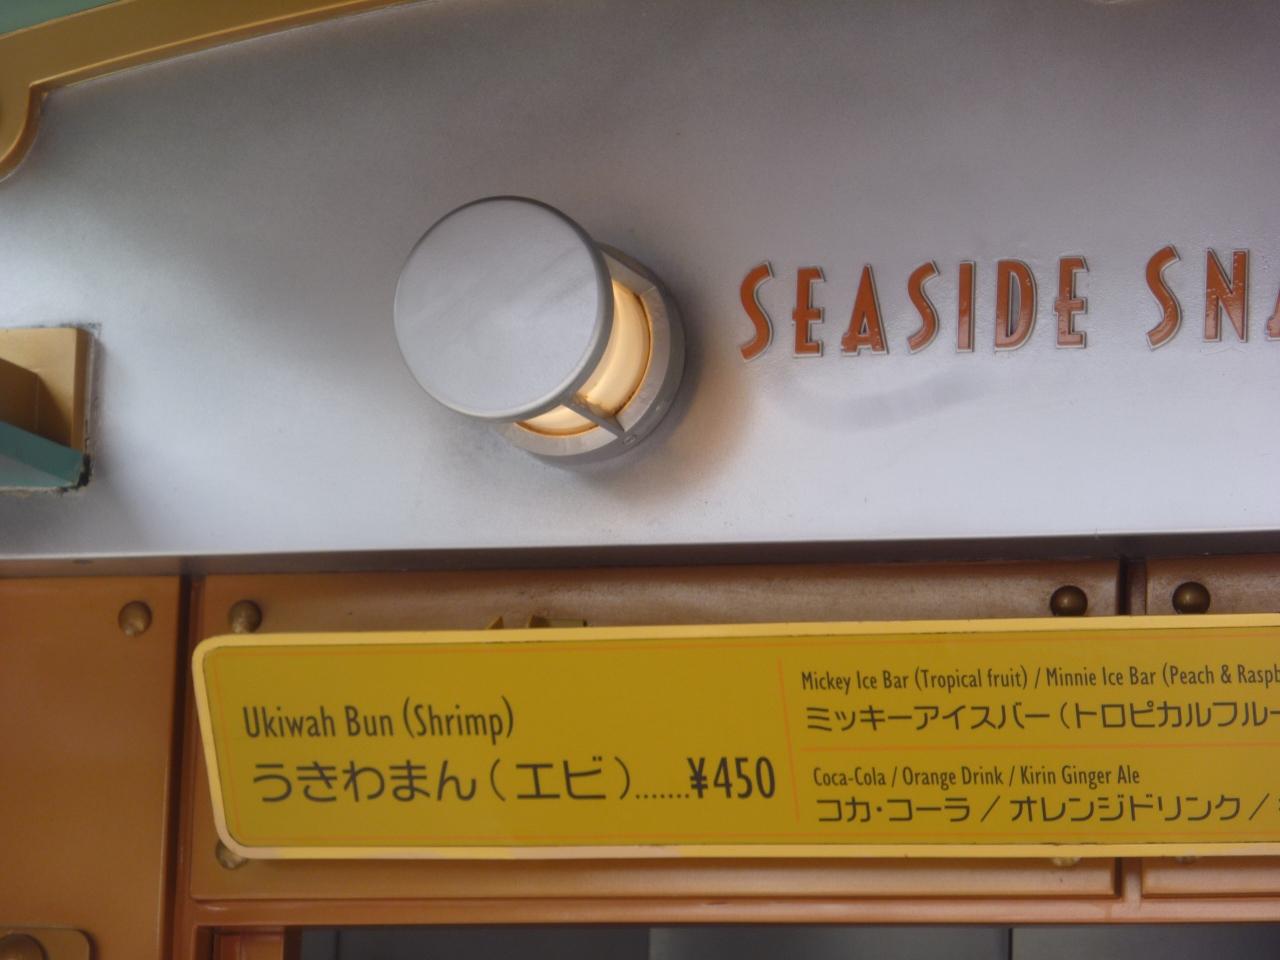 SEASIDE
Ukiwah Bun (Shrimp)
うきわまん（エビ）.......¥450
Mickey Ice Bar (Tropical fruit) / Minnie Ice Bar (Peach &
ミッキーアイスバー（トロピカルフルー
Coca-Cola / Orange Drink / Kirin Ginger Ale
コカ・コーラ／オレンジドリンク／